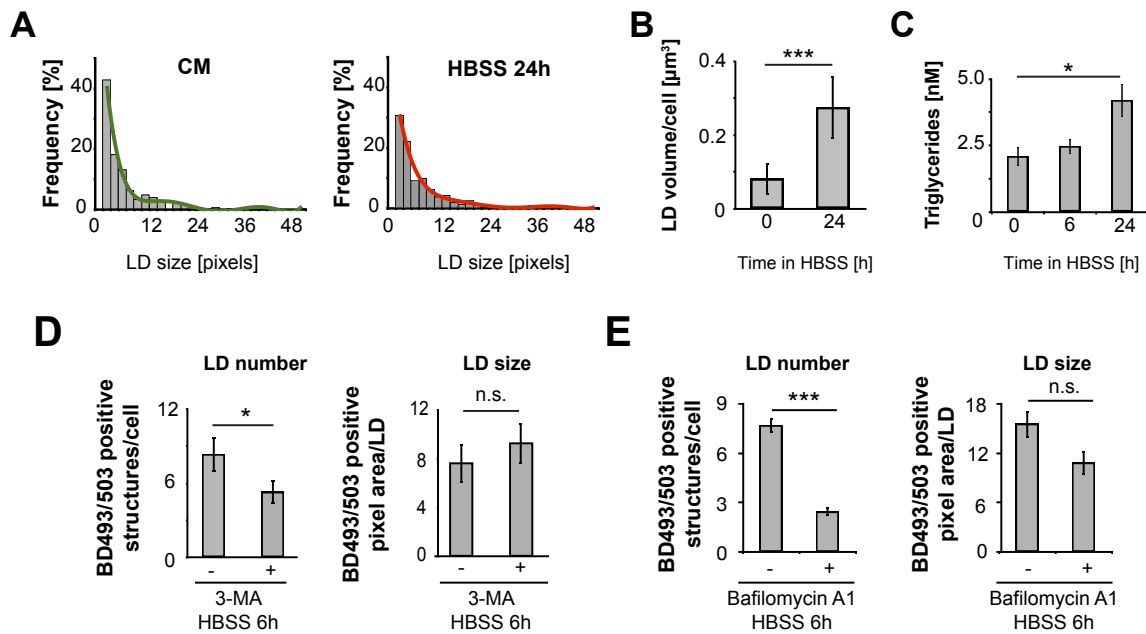 A
CM
Frequency [%]
40
20
0
0 12 24 36 48
LD size [pixels]
HBSS 24h
Frequency [%]
40
20
0
0 12 24 36 48
LD size [pixels]
B
LD volume/cell [µm³]
***
0.4
0.2
0
0 24
Time in HBSS [h]
C
Triglycerides [nM]
*
5.0
2.5
0
0 6 24
Time in HBSS [h]
D
LD number
BD493/503 positive
structures/cell
*
12
6
0
- +
3-MA
HBSS 6h
LD size
BD493/503 positive
pixel area/LD
n.s.
12
8
4
0
- +
3-MA
HBSS 6h
E
LD number
BD493/503 positive
structures/cell
***
9
6
3
0
- +
Bafilomycin A1
HBSS 6h
LD size
BD493/503 positive
pixel area/LD
n.s.
18
12
6
0
- +
Bafilomycin A1
HBSS 6h